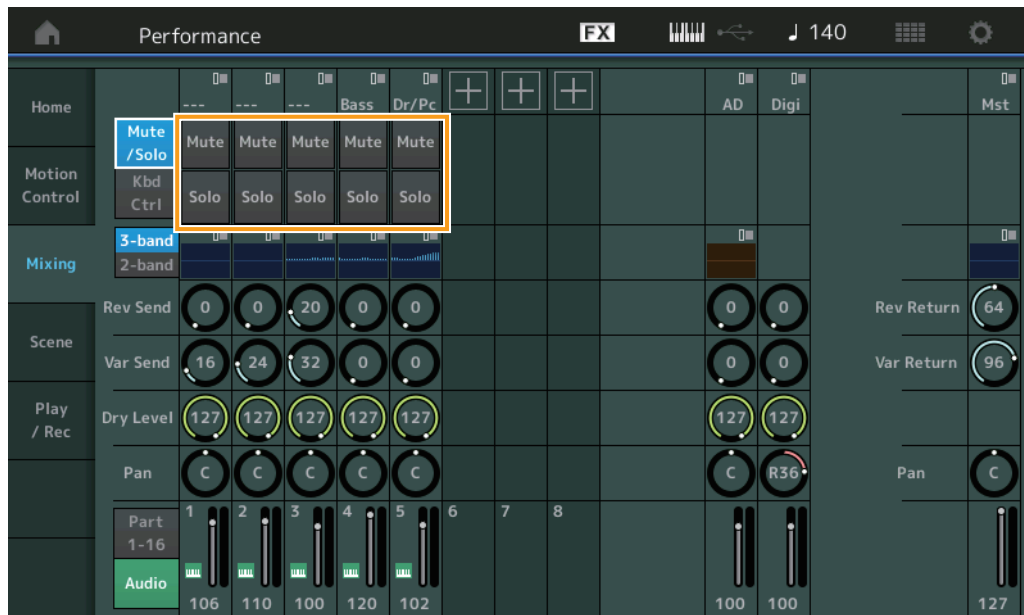 Performance FX 140
Home --- --- --- Bass Dr/Pc AD Digi Mst
Mute
/Solo
Mute Mute Mute Mute Mute
Motion
Control
Kbd
Ctrl
Solo Solo Solo Solo Solo
Mixing
3-band
2-band
Rev Send 0 0 20 0 0 0 0 Rev Return 64
Scene
Var Send 16 24 32 0 0 0 0 Var Return 96
Play
/ Rec
Dry Level 127 127 127 127 127 127 127
Pan C C C C C C R36 Pan C
Part
1-16
1 2 3 4 5 6 7 8
Audio
106 110 100 120 102 100 100 127